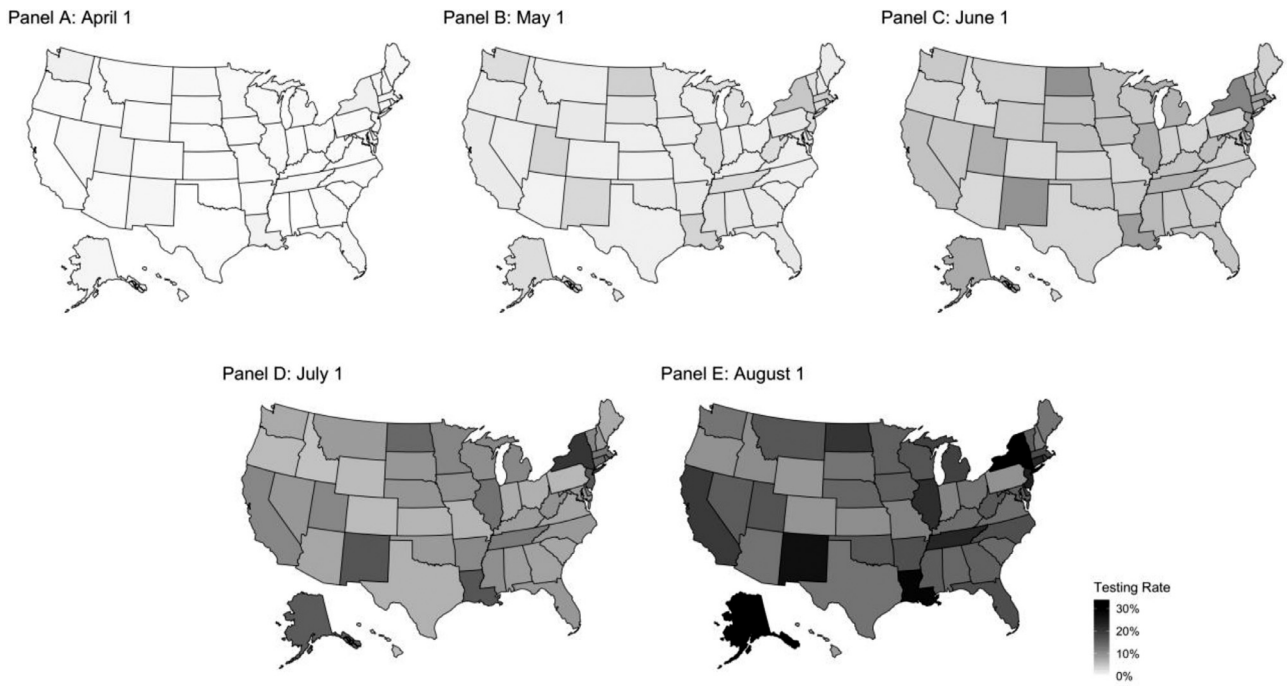 Panel A: April 1
Panel B: May 1
Panel C: June 1
Panel D: July 1
Panel E: August 1
Testing Rate
30%
20%
10%
0%